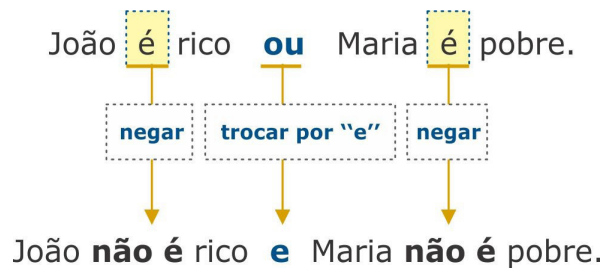 João é rico ou Maria é pobre.
negar trocar por “e” negar
João não é rico e Maria não é pobre.